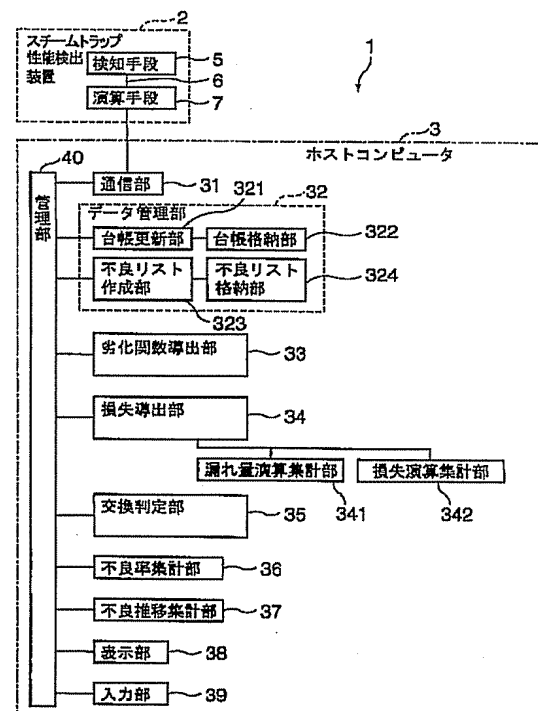 2
スチームトラップ
性能検出
装置
検知手段
5
6
演算手段
7
1
3
ホストコンピュータ
40
管理部
通信部
31
32
データ管理部
321
台帳更新部
台帳格納部
322
不良リスト
作成部
不良リスト
格納部
324
323
劣化関数導出部
33
損失導出部
34
漏れ量演算集計部
損失演算集計部
341
342
交換判定部
35
不良率集計部
36
不良推移集計部
37
表示部
38
入力部
39